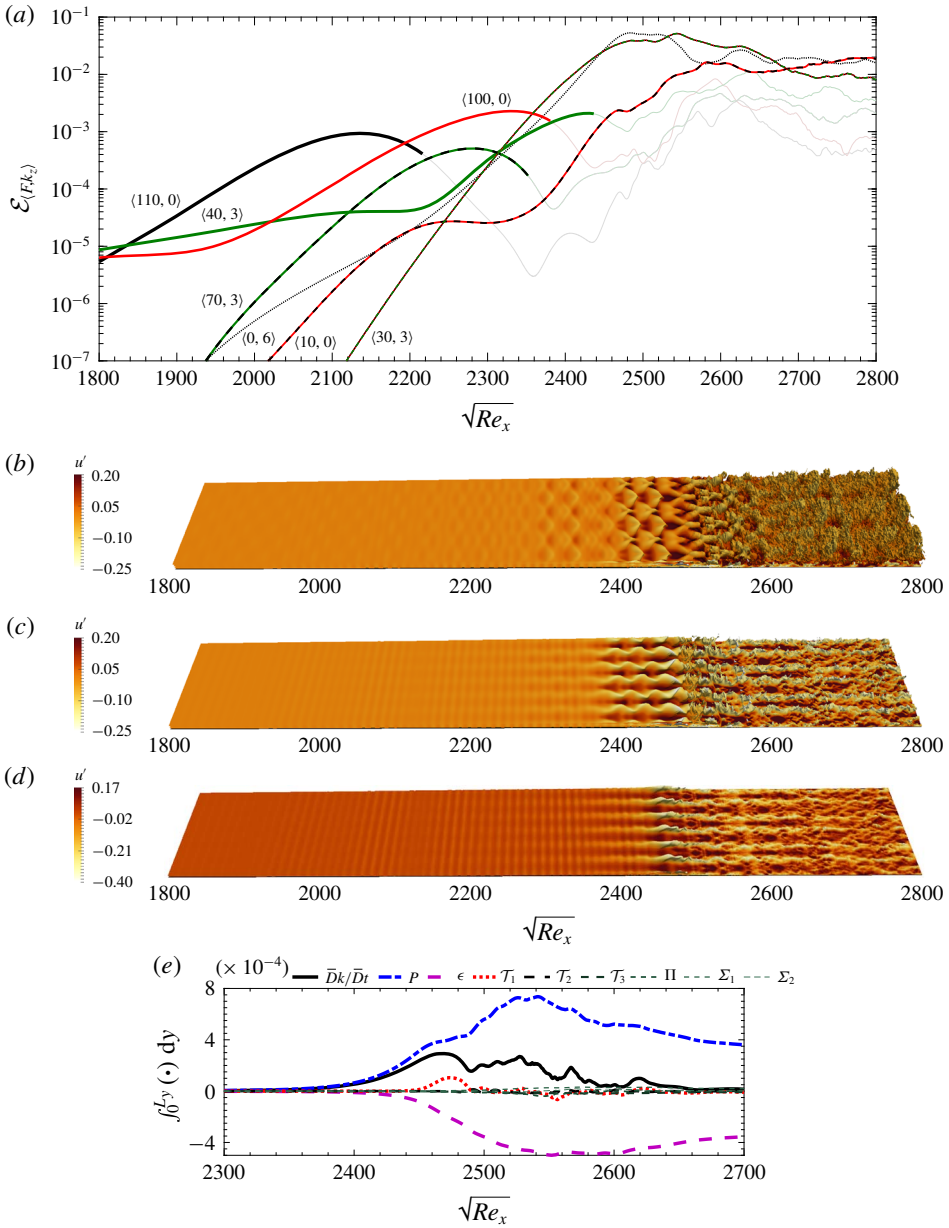 (a)
10⁻¹
10⁻²
10⁻³
10⁻⁴
10⁻⁵
10⁻⁶
10⁻⁷
ℰ⟨F,k_z⟩
⟨100, 0⟩
⟨110, 0⟩
⟨40, 3⟩
⟨70, 3⟩
⟨0, 6⟩
⟨10, 0⟩
⟨30, 3⟩
1800 1900 2000 2100 2200 2300 2400 2500 2600 2700 2800
√Re_x
(b)
u′
0.20
0.05
−0.10
−0.25
1800 2000 2200 2400 2600 2800
(c)
u′
0.20
0.05
−0.10
−0.25
1800 2000 2200 2400 2600 2800
(d)
u′
0.17
−0.02
−0.21
−0.40
1800 2000 2200 2400 2600 2800
√Re_x
(e)
(× 10⁻⁴)
D̄k/D̄t P ϵ 𝒯₁ 𝒯₂ 𝒯₃ Π Σ₁ Σ₂
8
4
0
−4
∫₀^{L_y} (•) dy
2300 2400 2500 2600 2700
√Re_x